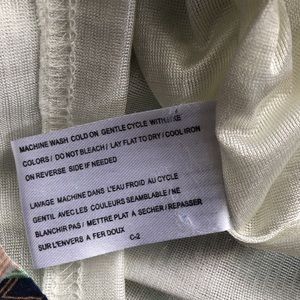 MACHINE WASH COLD ON GENTLE CYCLE WITH LIKE
COLORS / DO NOT BLEACH / LAY FLAT TO DRY / COOL IRON
ON REVERSE SIDE IF NEEDED
LAVAGE MACHINE DANS L'EAU FROID AU CYCLE
GENTIL AVEC LES COULEURS SEMBLABLE / NE
BLANCHIR PAS / METTRE PLAT A SECHER / REPASSER
SUR L'ENVERS A FER DOUX C-2